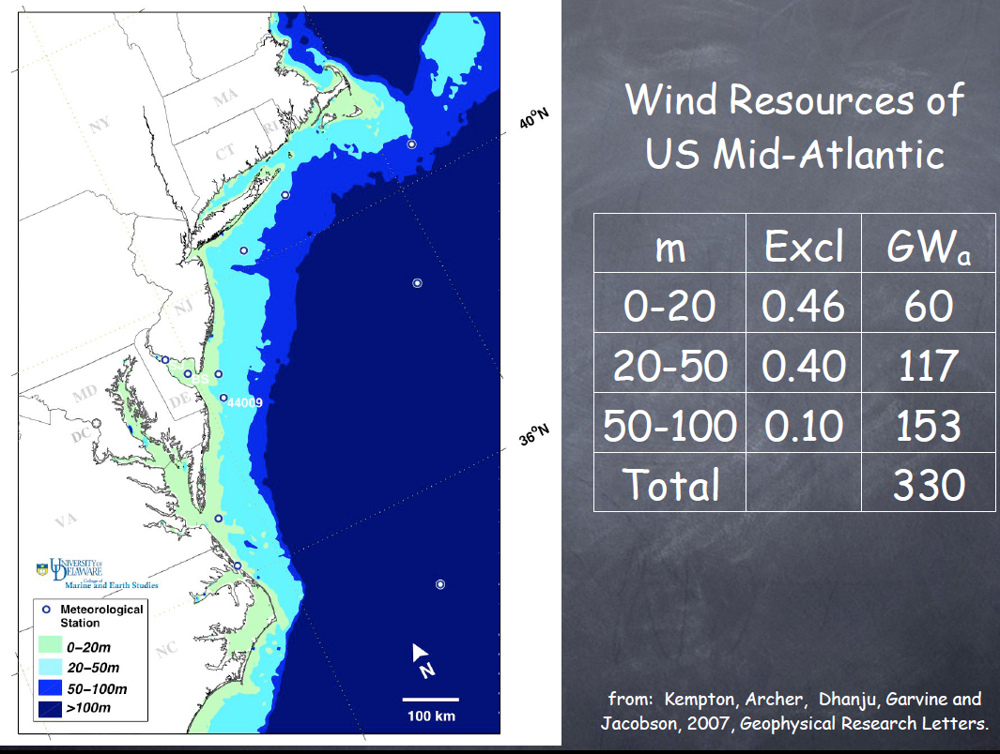 NY
MA
RI
CT
40°N
NJ
MD
DE
44009
DC
36°N
VA
UNIVERSITY OF
DELAWARE
College of
Marine and Earth Studies
Meteorological
Station
0–20m
20–50m
50–100m
>100m
NC
N
100 km
Wind Resources of
US Mid-Atlantic
m Excl GWa
0-20 0.46 60
20-50 0.40 117
50-100 0.10 153
Total 330
from: Kempton, Archer, Dhanju, Garvine and
Jacobson, 2007, Geophysical Research Letters.